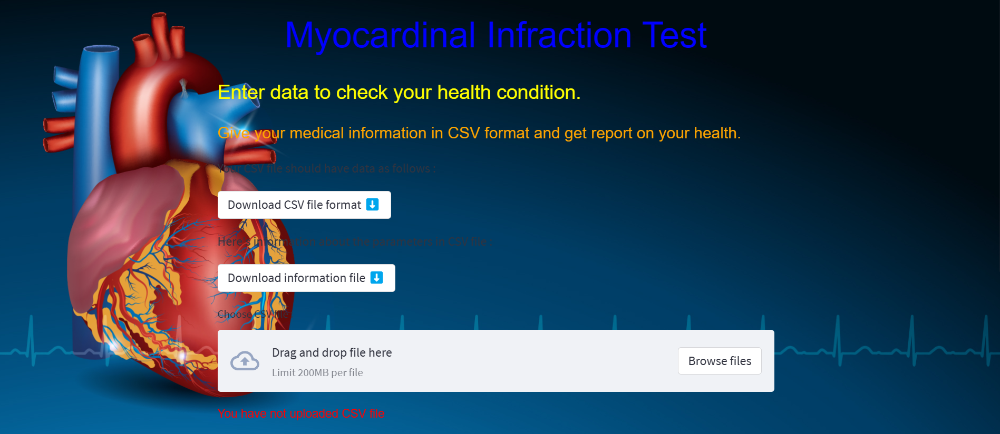 Myocardinal Infraction Test
Enter data to check your health condition.
Give your medical information in CSV format and get report on your health.
Your CSV file should have data as follows :
Download CSV file format
Here's information about the parameters in CSV file :
Download information file
Choose CSV file
Drag and drop file here
Limit 200MB per file
Browse files
You have not uploaded CSV file